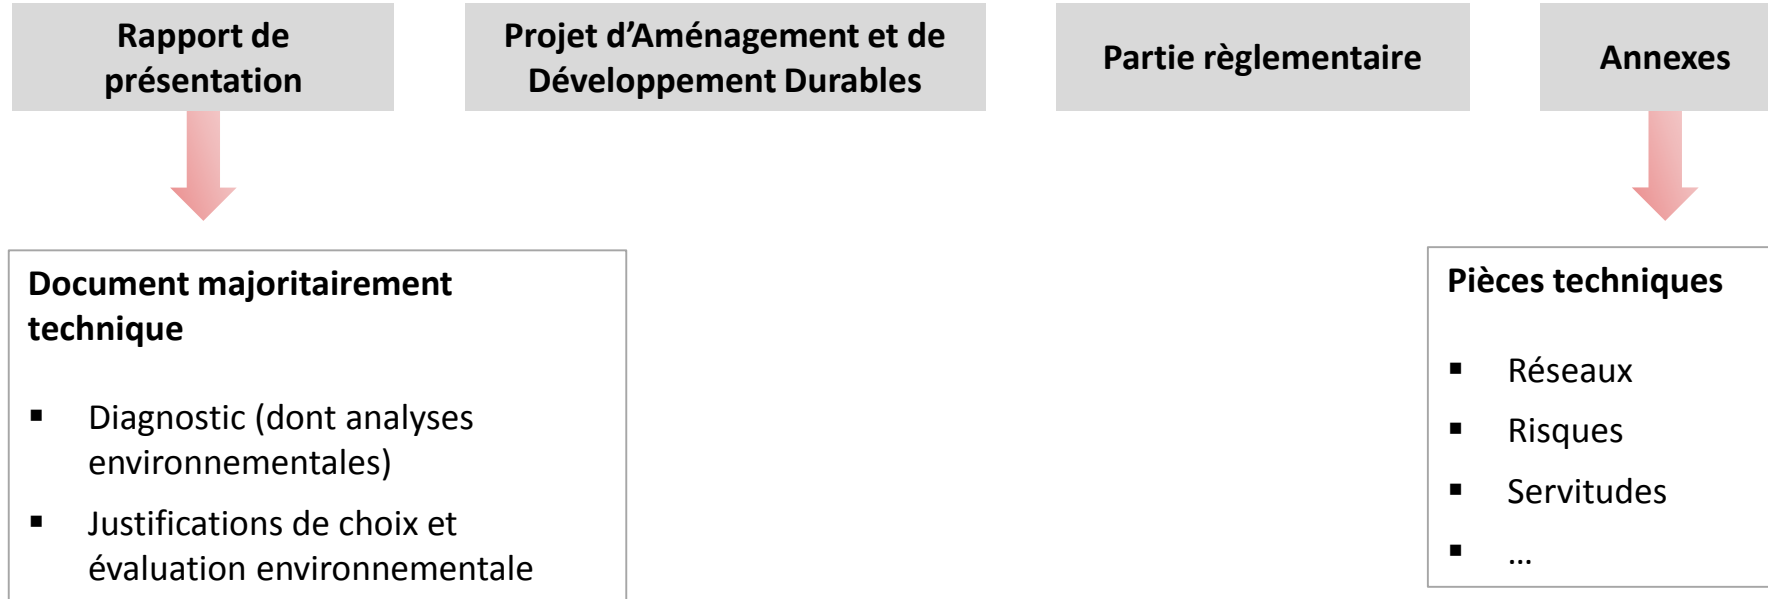 Rapport de
présentation
Projet d’Aménagement et de
Développement Durables
Partie règlementaire
Annexes
Document majoritairement
technique
▪ Diagnostic (dont analyses
environnementales)
▪ Justifications de choix et
évaluation environnementale
Pièces techniques
▪ Réseaux
▪ Risques
▪ Servitudes
▪ …